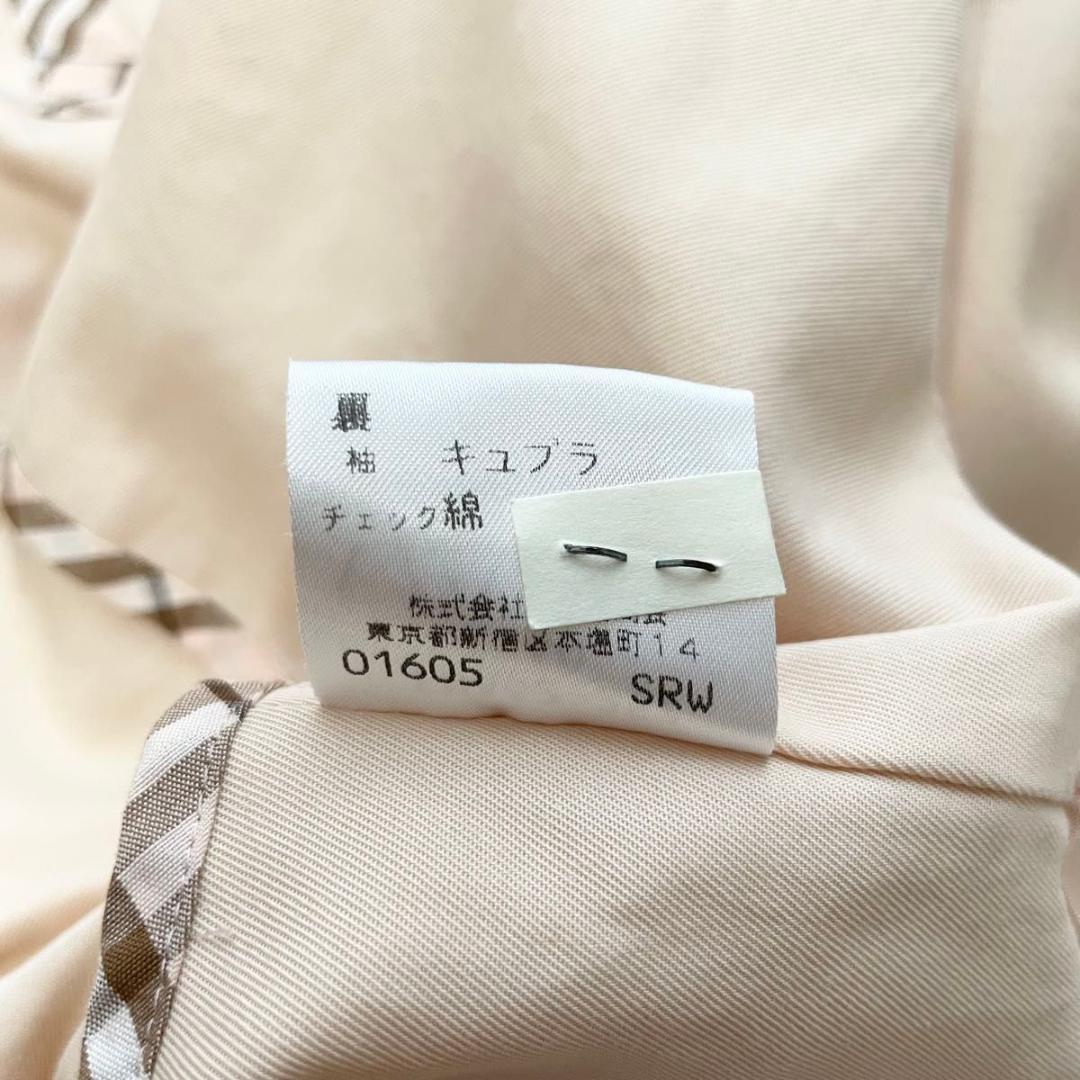 裏
袖 キュプラ
チェック綿
株式会社
東京都新宿区本塩町14
01605 SRW